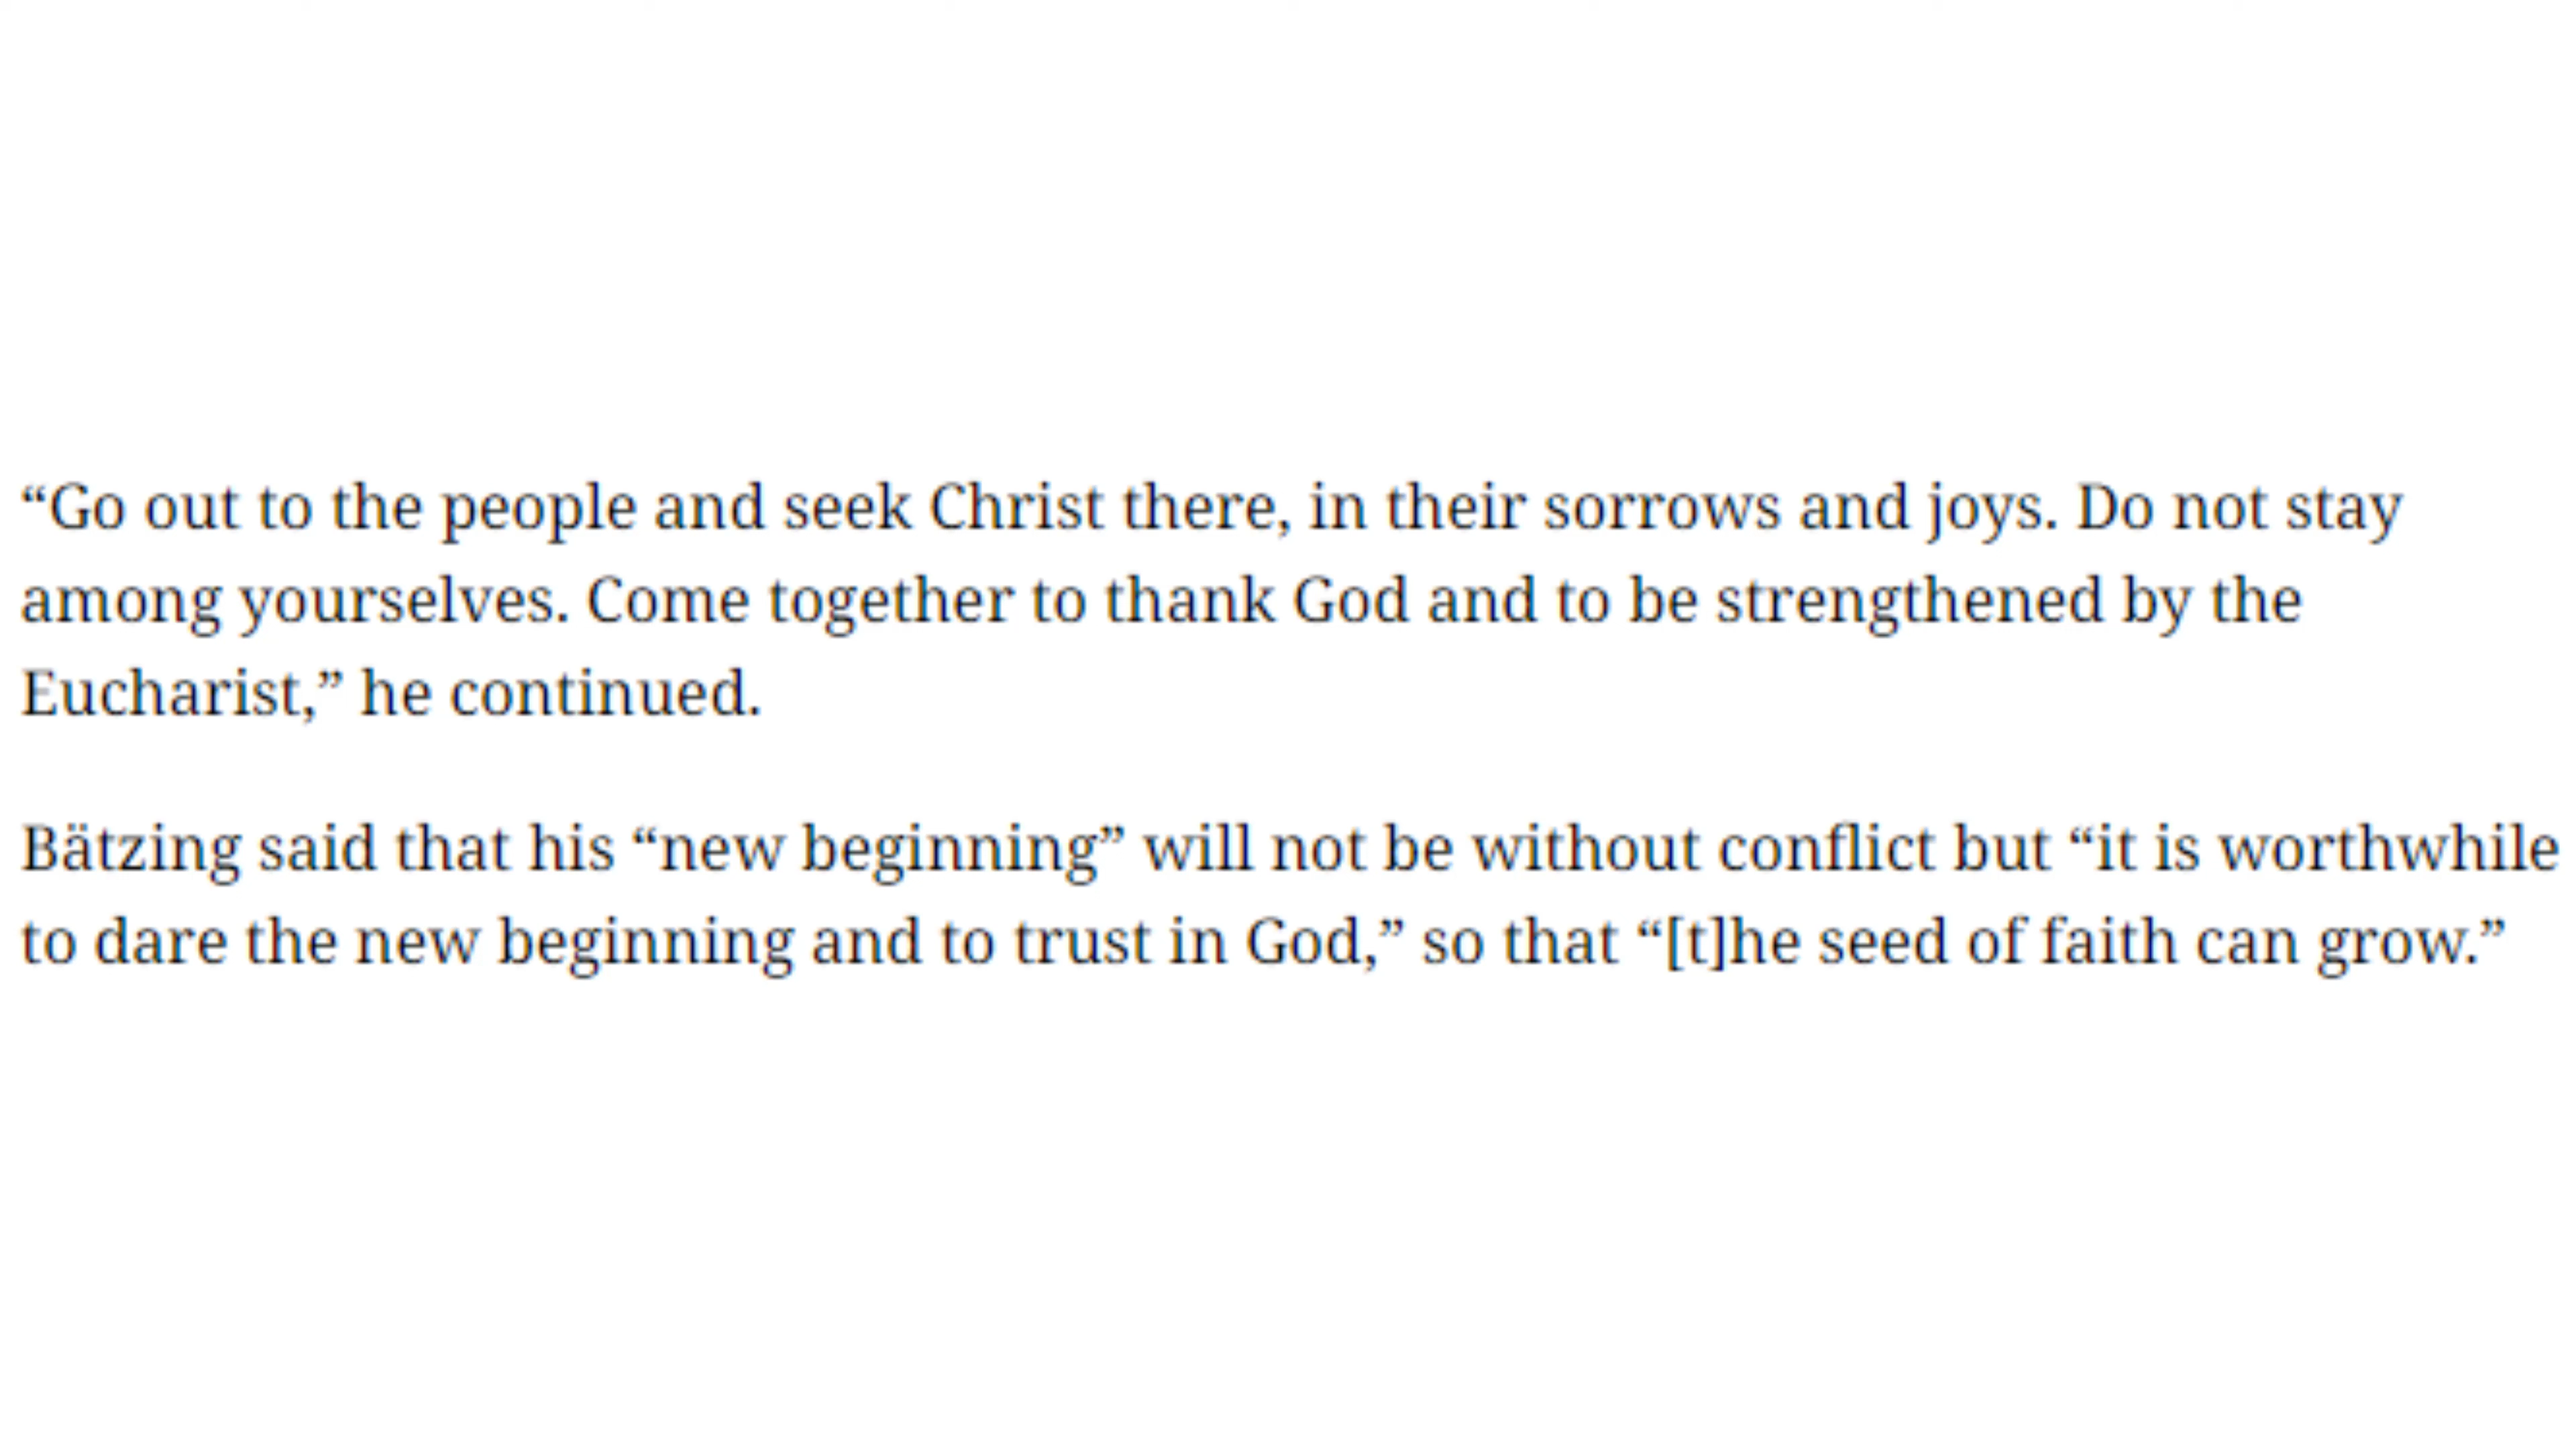 “Go out to the people and seek Christ there, in their sorrows and joys. Do not stay
among yourselves. Come together to thank God and to be strengthened by the
Eucharist,” he continued.
Bätzing said that his “new beginning” will not be without conflict but “it is worthwhile
to dare the new beginning and to trust in God,” so that “[t]he seed of faith can grow.”